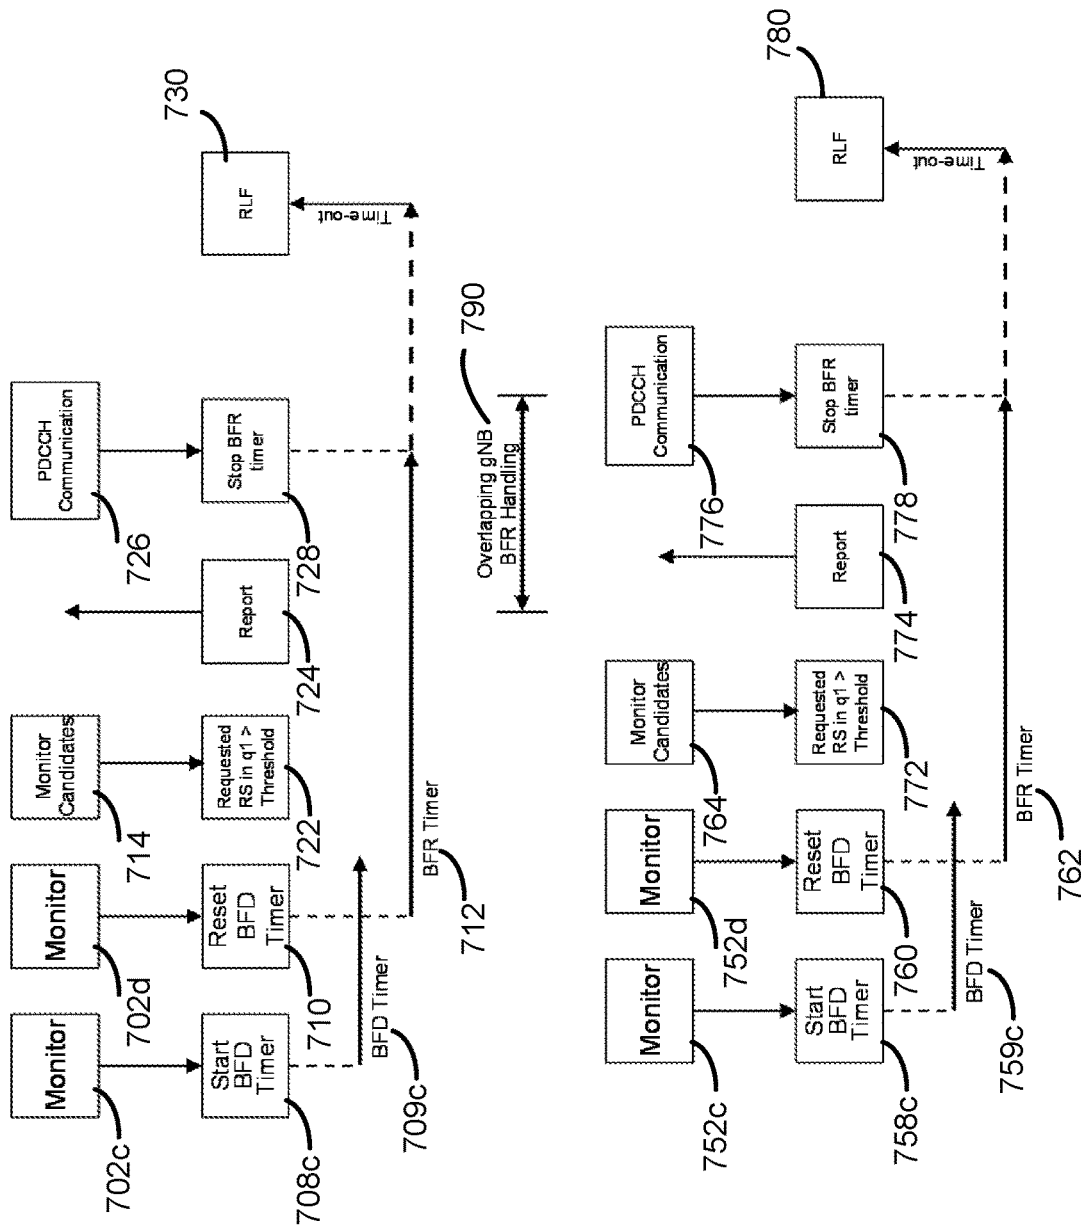 Monitor
702c
Monitor
702d
Monitor
Candidates
714
PDCCH
Communication
726
Start
BFD
Timer
708c
Reset
BFD
Timer
710
Requested
RS in q1 >
Threshold
722
Report
724
Stop BFR
timer
728
RLF
730
Time-out
BFD Timer
709c
BFR Timer
712
Overlapping gNB
BFR Handling
790
Monitor
752c
Monitor
752d
Monitor
Candidates
764
PDCCH
Communication
776
Start
BFD
Timer
758c
Reset
BFD
Timer
760
Requested
RS in q1 >
Threshold
772
Report
774
Stop BFR
timer
778
RLF
780
Time-out
BFD Timer
759c
BFR Timer
762